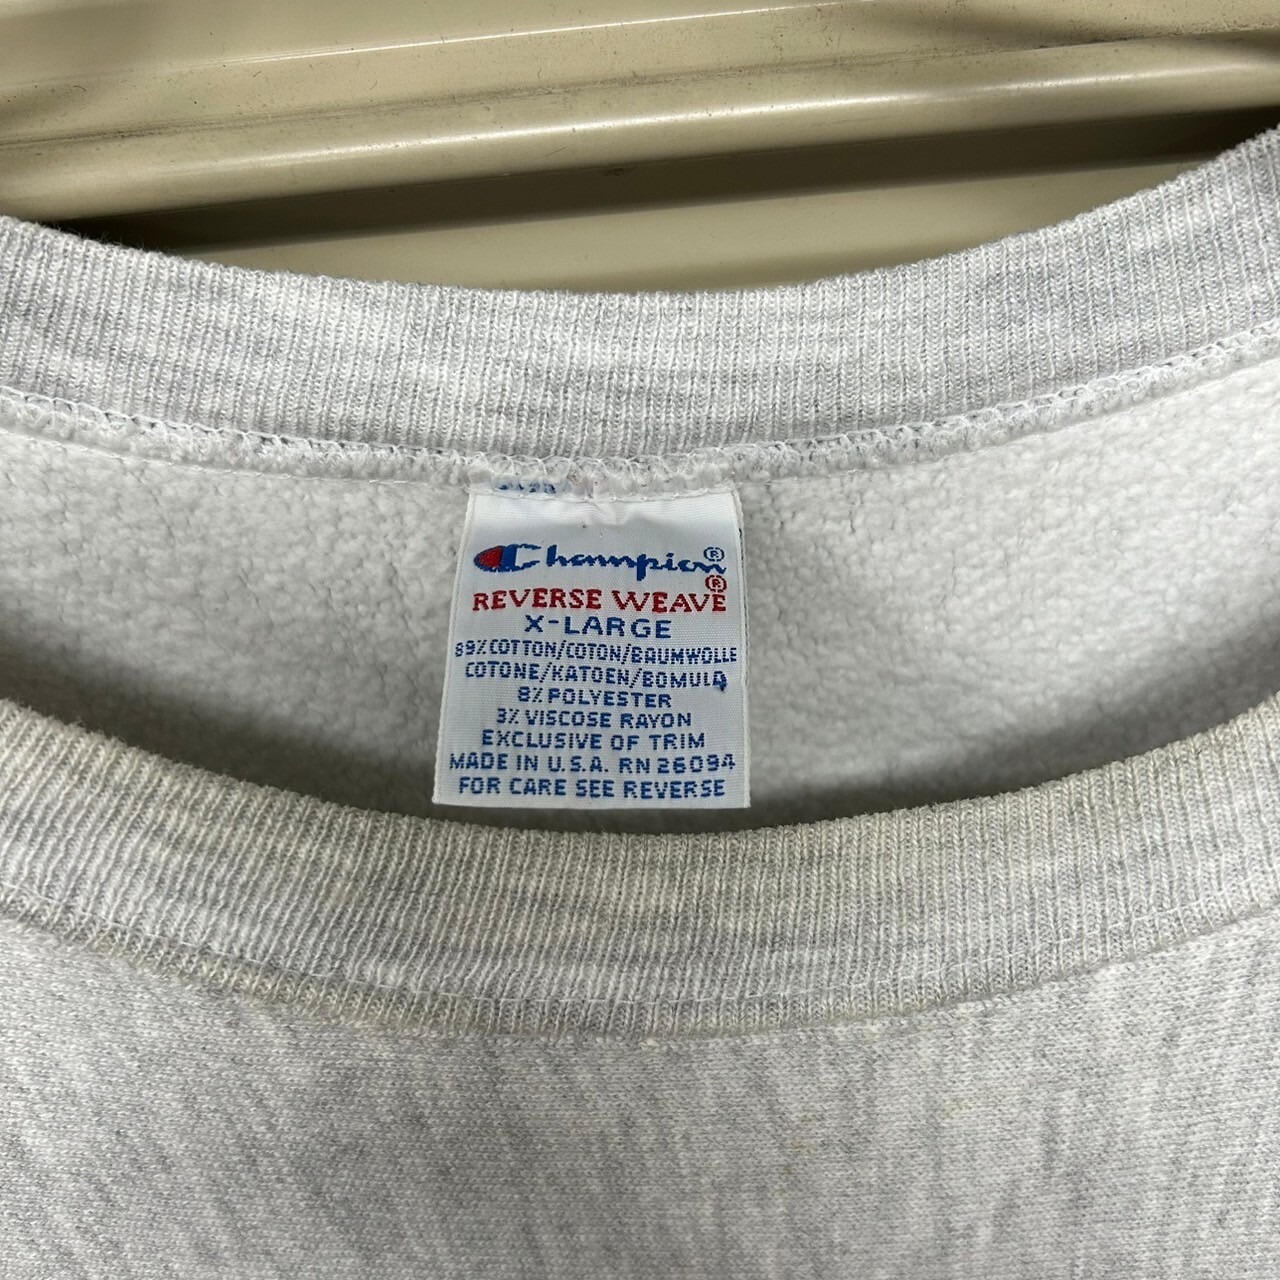 Champion®
REVERSE WEAVE®
X-LARGE
89% COTTON/COTON/BAUMWOLLE
COTONE/KATOEN/BOMULL
8% POLYESTER
3% VISCOSE RAYON
EXCLUSIVE OF TRIM
MADE IN U.S.A. RN 26094
FOR CARE SEE REVERSE